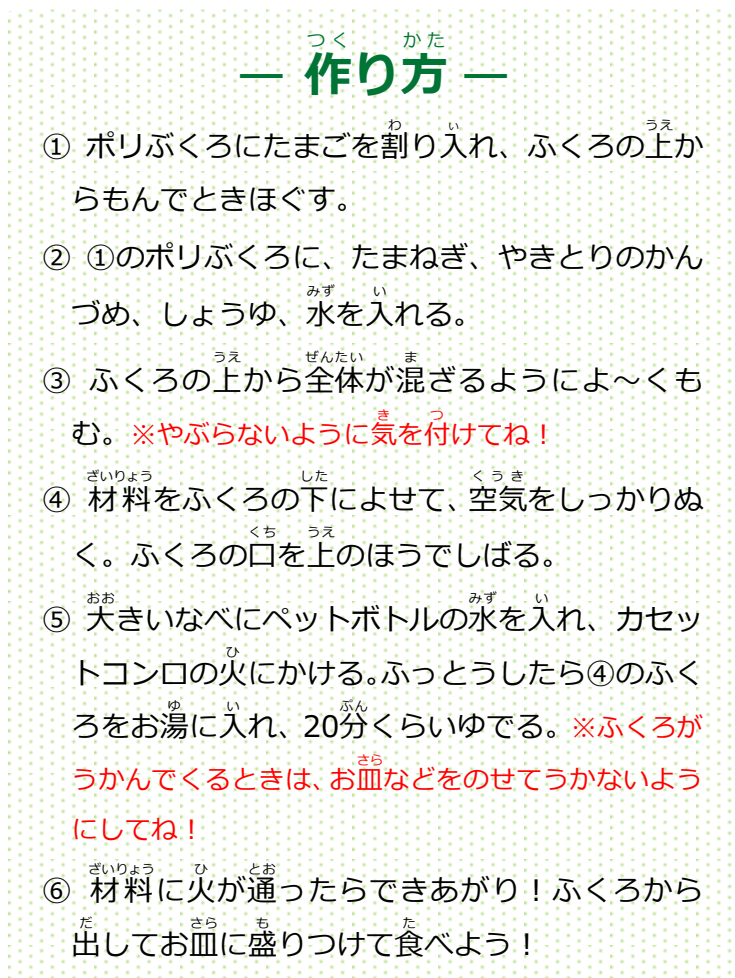 ― 作り方 ―
① ポリぶくろにたまごを割り入れ、ふくろの上か
らもんでときほぐす。
② ①のポリぶくろに、たまねぎ、やきとりのかん
づめ、しょうゆ、水を入れる。
③ ふくろの上から全体が混ざるようによ～くも
む。※やぶらないように気を付けてね！
④ 材料をふくろの下によせて、空気をしっかりぬ
く。ふくろの口を上のほうでしばる。
⑤ 大きいなべにペットボトルの水を入れ、カセッ
トコンロの火にかける。ふっとうしたら④のふく
ろをお湯に入れ、20分くらいゆでる。※ふくろが
うかんでくるときは、お皿などをのせてうかないよう
にしてね！
⑥ 材料に火が通ったらできあがり！ふくろから
出してお皿に盛りつけて食べよう！